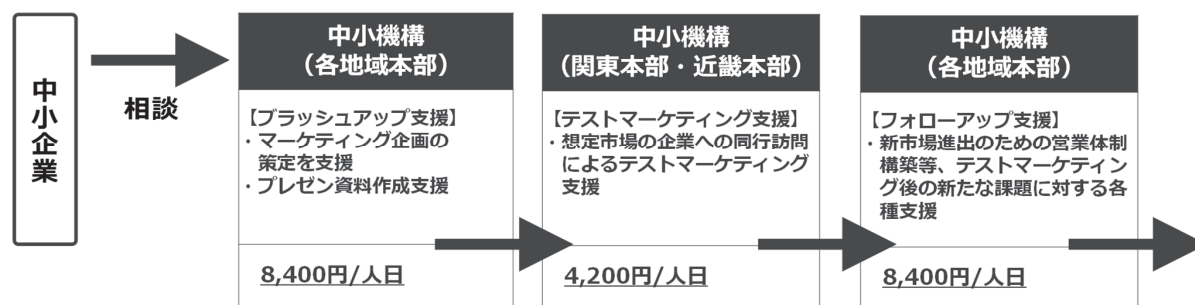 中小企業
相談
中小機構
（各地域本部）
【ブラッシュアップ支援】
・マーケティング企画の
策定を支援
・プレゼン資料作成支援
8,400円/人日
中小機構
（関東本部・近畿本部）
【テストマーケティング支援】
・想定市場の企業への同行訪問
によるテストマーケティング
支援
4,200円/人日
中小機構
（各地域本部）
【フォローアップ支援】
・新市場進出のための営業体制
構築等、テストマーケティン
グ後の新たな課題に対する各
種支援
8,400円/人日